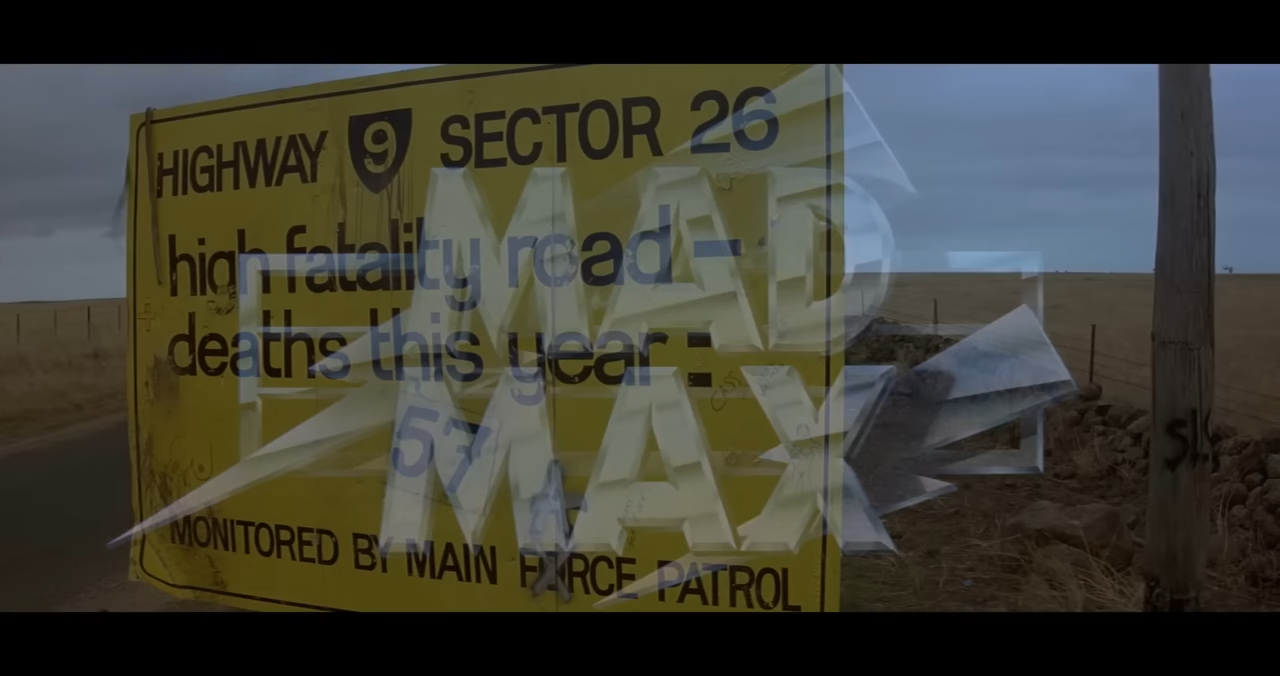 HIGHWAY 9 SECTOR 26
high fatality road –
deaths this year :
57
MONITORED BY MAIN FORCE PATROL
MAD
MAX